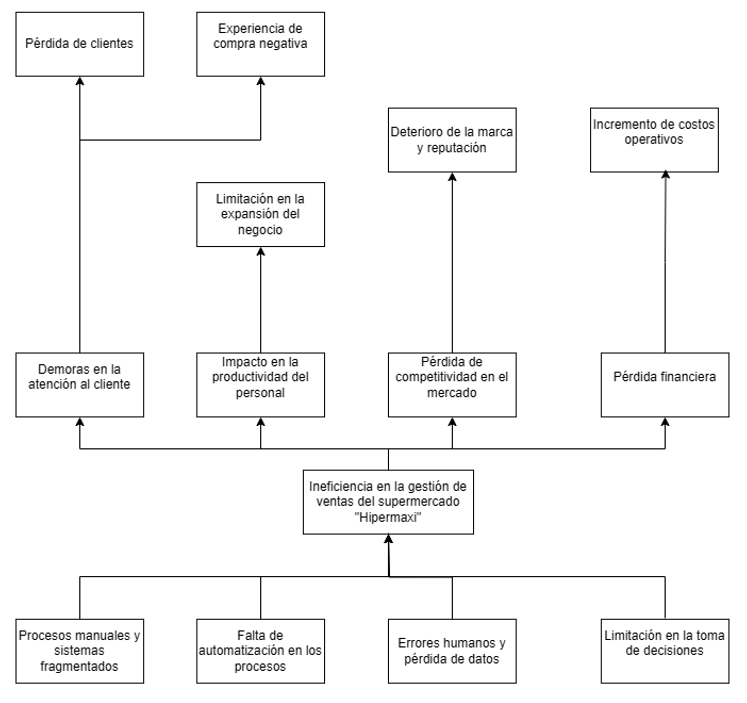 Pérdida de clientes
Experiencia de
compra negativa
Deterioro de la marca
y reputación
Incremento de costos
operativos
Limitación en la
expansión del
negocio
Demoras en la
atención al cliente
Impacto en la
productividad del
personal
Pérdida de
competitividad en el
mercado
Pérdida financiera
Ineficiencia en la gestión de
ventas del supermercado
"Hipermaxi"
Procesos manuales y
sistemas
fragmentados
Falta de
automatización en los
procesos
Errores humanos y
pérdida de datos
Limitación en la toma
de decisiones